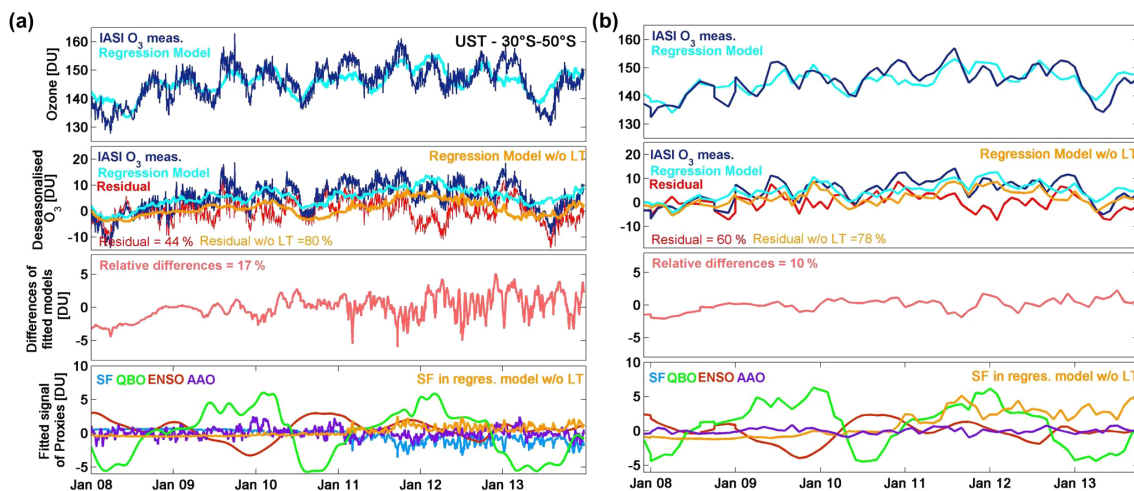 (a)
Ozone [DU]
160
150
140
130
IASI O3 meas.
Regression Model
UST - 30°S-50°S
Deseasonalised
O3 [DU]
20
10
0
-10
IASI O3 meas.
Regression Model
Residual
Regression Model w/o LT
Residual = 44 %
Residual w/o LT =80 %
Differences of
fitted models
[DU]
5
0
-5
Relative differences = 17 %
Fitted signal
of Proxies [DU]
10
5
0
-5
SF QBO ENSO AAO
SF in regres. model w/o LT
Jan 08 Jan 09 Jan 10 Jan 11 Jan 12 Jan 13
(b)
160
150
140
130
IASI O3 meas.
Regression Model
20
10
0
-10
IASI O3 meas.
Regression Model
Residual
Regression Model w/o LT
Residual = 60 %
Residual w/o LT =78 %
5
0
-5
Relative differences = 10 %
10
5
0
-5
SF QBO ENSO AAO
SF in regres. model w/o LT
Jan 08 Jan 09 Jan 10 Jan 11 Jan 12 Jan 13